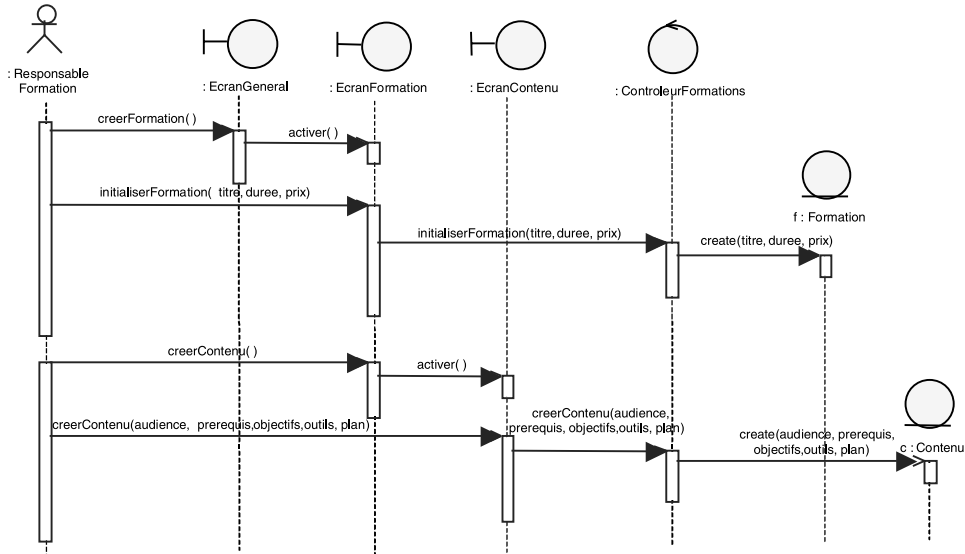 : Responsable
Formation
: EcranGeneral
: EcranFormation
: EcranContenu
: ControleurFormations
creerFormation( )
activer( )
initialiserFormation( titre, duree, prix)
f : Formation
initialiserFormation(titre, duree, prix)
create(titre, duree, prix)
creerContenu( )
activer( )
creerContenu(audience, prerequis,objectifs,outils, plan)
creerContenu(audience,
prerequis, objectifs,outils, plan)
create(audience, prerequis,
objectifs,outils, plan)
c : Contenu